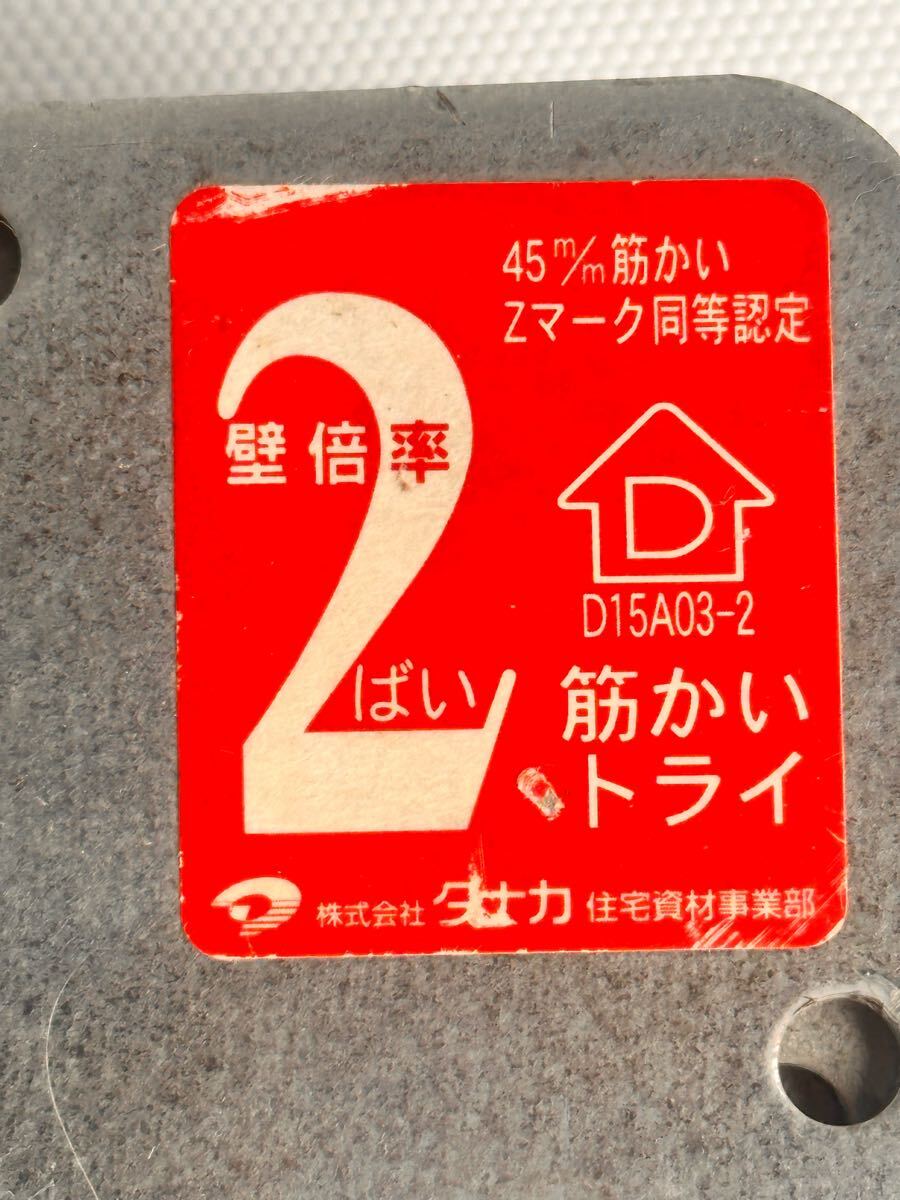 45m/m筋かい
Zマーク同等認定
壁倍率
2ばい
D
D15A03-2
筋かい
トライ
株式会社 タナカ 住宅資材事業部